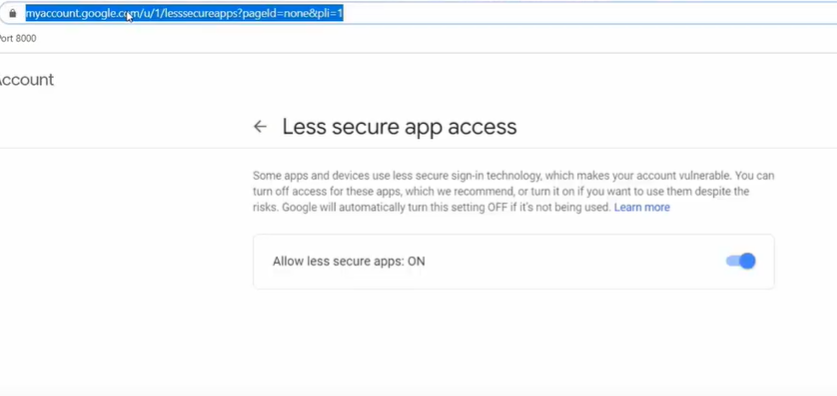 myaccount.google.com/u/1/lesssecureapps?pageId=none&pli=1
ort 8000
Account
Less secure app access
Some apps and devices use less secure sign-in technology, which makes your account vulnerable. You can
turn off access for these apps, which we recommend, or turn it on if you want to use them despite the
risks. Google will automatically turn this setting OFF if it's not being used. Learn more
Allow less secure apps: ON